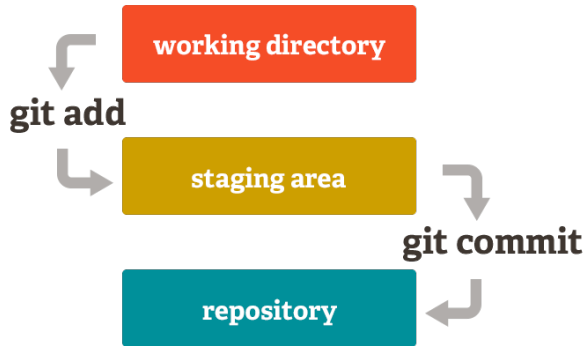 working directory
git add
staging area
git commit
repository